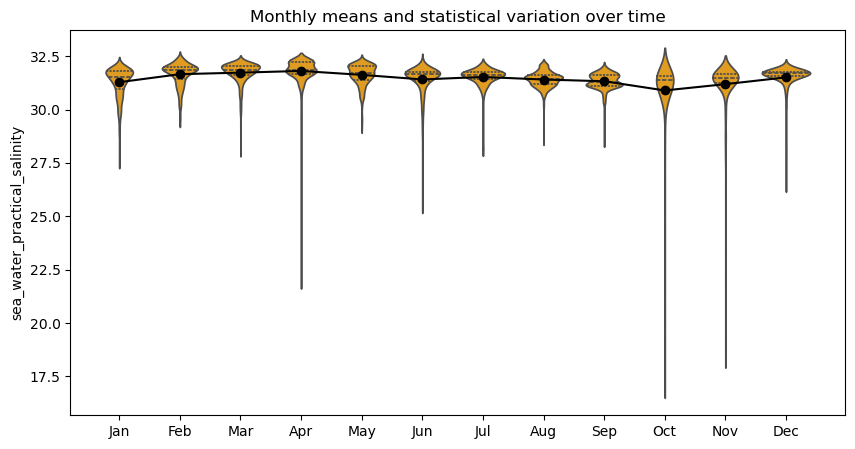 Monthly means and statistical variation over time
sea_water_practical_salinity
32.5
30.0
27.5
25.0
22.5
20.0
17.5
Jan Feb Mar Apr May Jun Jul Aug Sep Oct Nov Dec